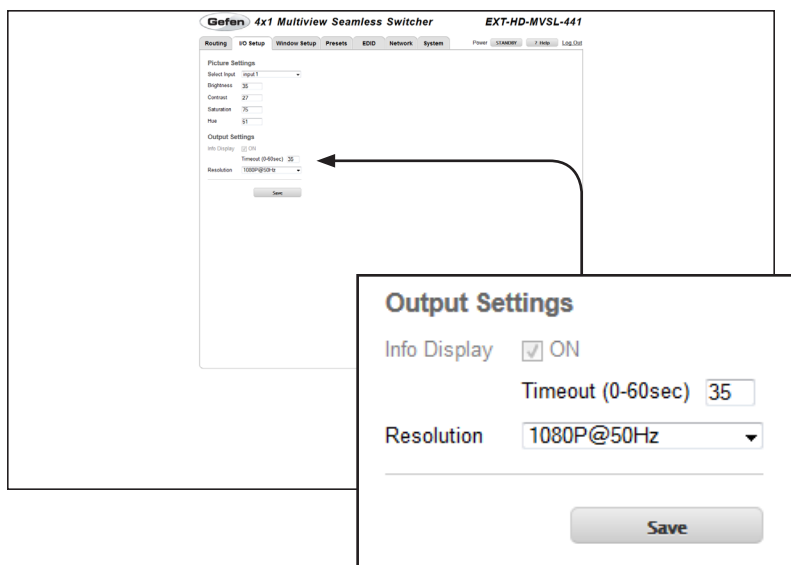 Gefen 4x1 Multiview Seamless Switcher EXT-HD-MVSL-441
Routing I/O Setup Window Setup Presets EDID Network System Power STANDBY ? Help Log Out
Picture Settings
Select Input input 1
Brightness 35
Contrast 27
Saturation 75
Hue 51
Output Settings
Info Display ON
Timeout (0-60sec) 35
Resolution 1080P@50Hz
Save
Output Settings
Info Display ON
Timeout (0-60sec) 35
Resolution 1080P@50Hz
Save